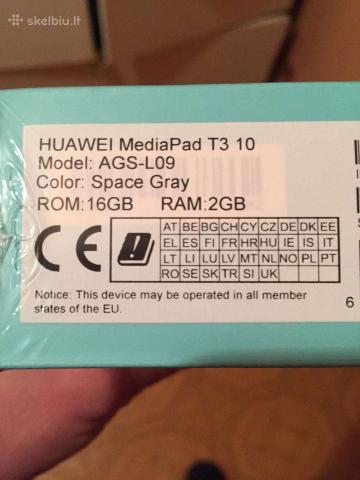 skelbiu.lt
HUAWEI MediaPad T3 10
Model: AGS-L09
Color: Space Gray
ROM:16GB RAM:2GB
CE
AT BE BG CH CY CZ DE DK EE
EL ES FI FR HR HU IE IS IT
LT LI LU LV MT NL NO PL PT
RO SE SK TR SI UK
Notice: This device may be operated in all member
states of the EU.
6